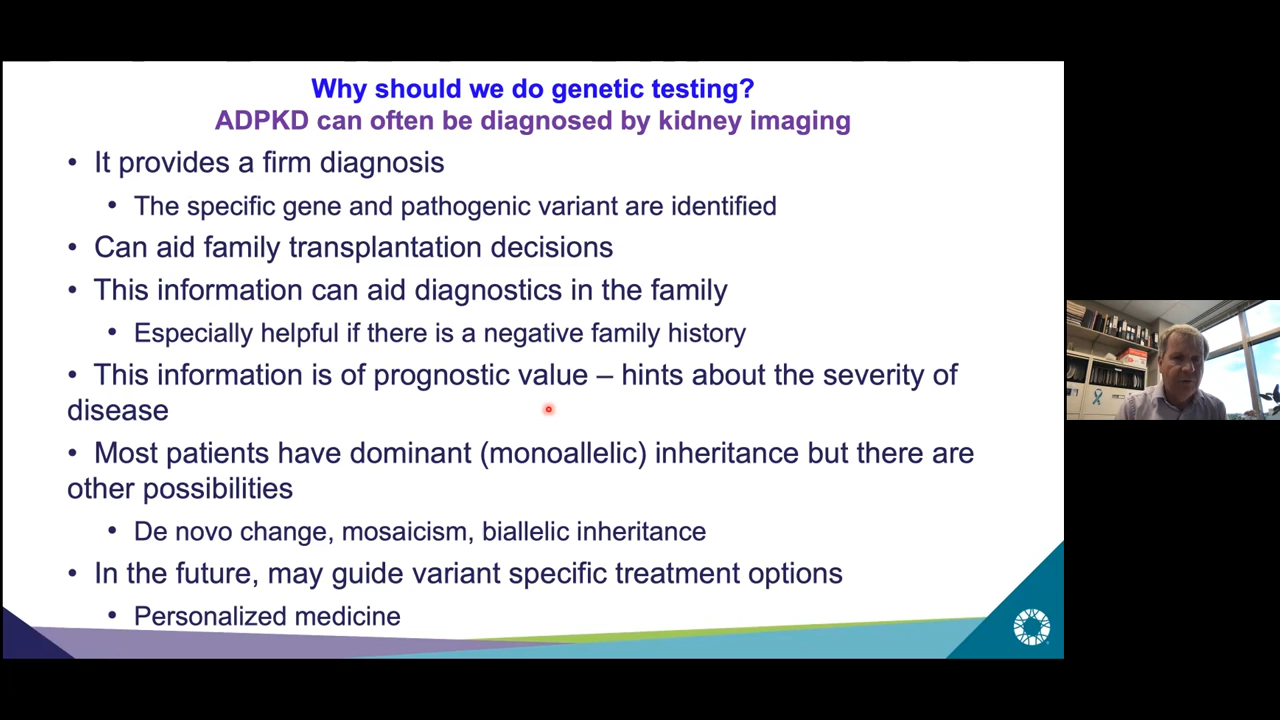 Why should we do genetic testing?
ADPKD can often be diagnosed by kidney imaging
• It provides a firm diagnosis
• The specific gene and pathogenic variant are identified
• Can aid family transplantation decisions
• This information can aid diagnostics in the family
• Especially helpful if there is a negative family history
• This information is of prognostic value – hints about the severity of
disease
• Most patients have dominant (monoallelic) inheritance but there are
other possibilities
• De novo change, mosaicism, biallelic inheritance
• In the future, may guide variant specific treatment options
• Personalized medicine